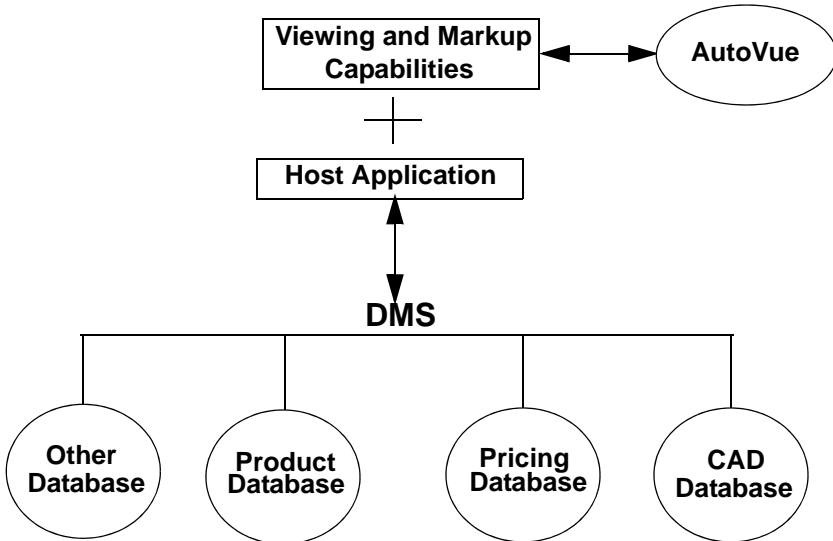 Viewing and Markup
Capabilities
AutoVue
Host Application
DMS
Other
Database
Product
Database
Pricing
Database
CAD
Database